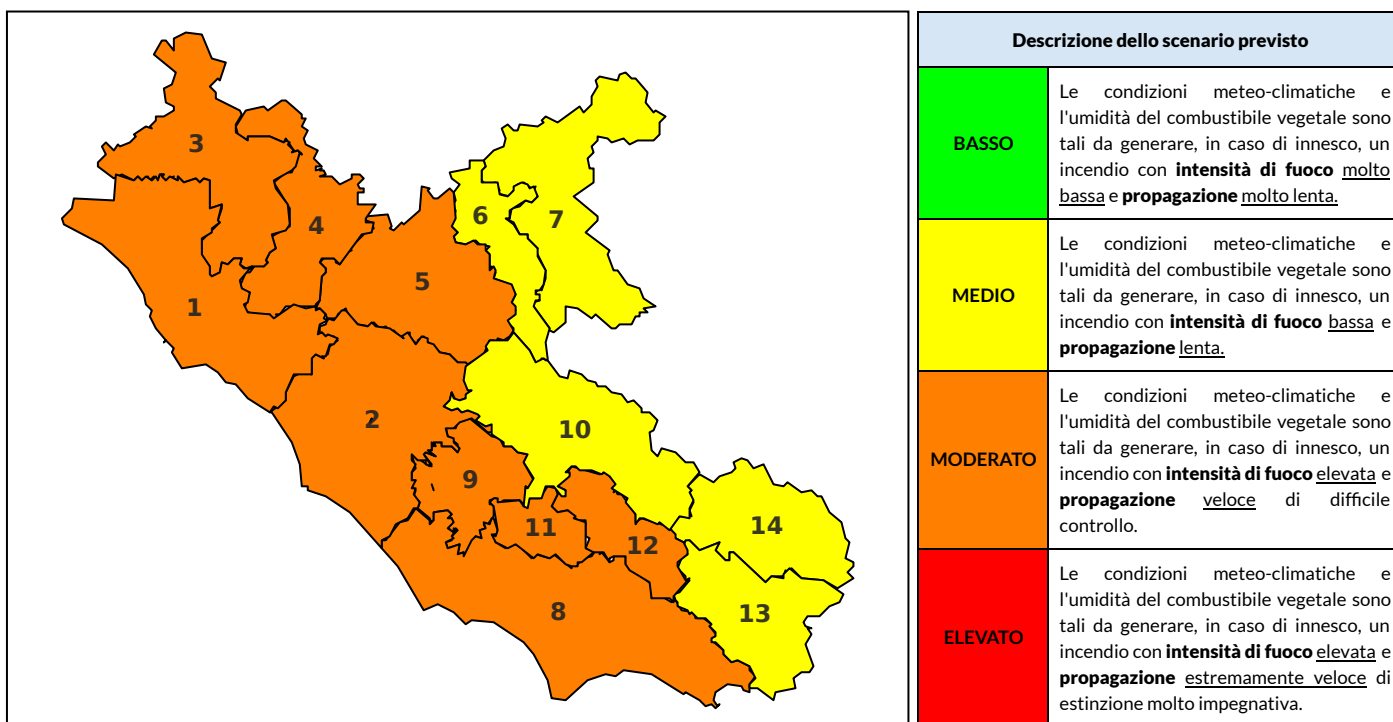 3
4
6
7
5
1
2
10
9
14
11
12
8
13
Descrizione dello scenario previsto
BASSO
Le condizioni meteo-climatiche e
l'umidità del combustibile vegetale sono
tali da generare, in caso di innesco, un
incendio con intensità di fuoco molto
bassa e propagazione molto lenta.
MEDIO
Le condizioni meteo-climatiche e
l'umidità del combustibile vegetale sono
tali da generare, in caso di innesco, un
incendio con intensità di fuoco bassa e
propagazione lenta.
MODERATO
Le condizioni meteo-climatiche e
l'umidità del combustibile vegetale sono
tali da generare, in caso di innesco, un
incendio con intensità di fuoco elevata e
propagazione veloce di difficile
controllo.
ELEVATO
Le condizioni meteo-climatiche e
l'umidità del combustibile vegetale sono
tali da generare, in caso di innesco, un
incendio con intensità di fuoco elevata e
propagazione estremamente veloce di
estinzione molto impegnativa.